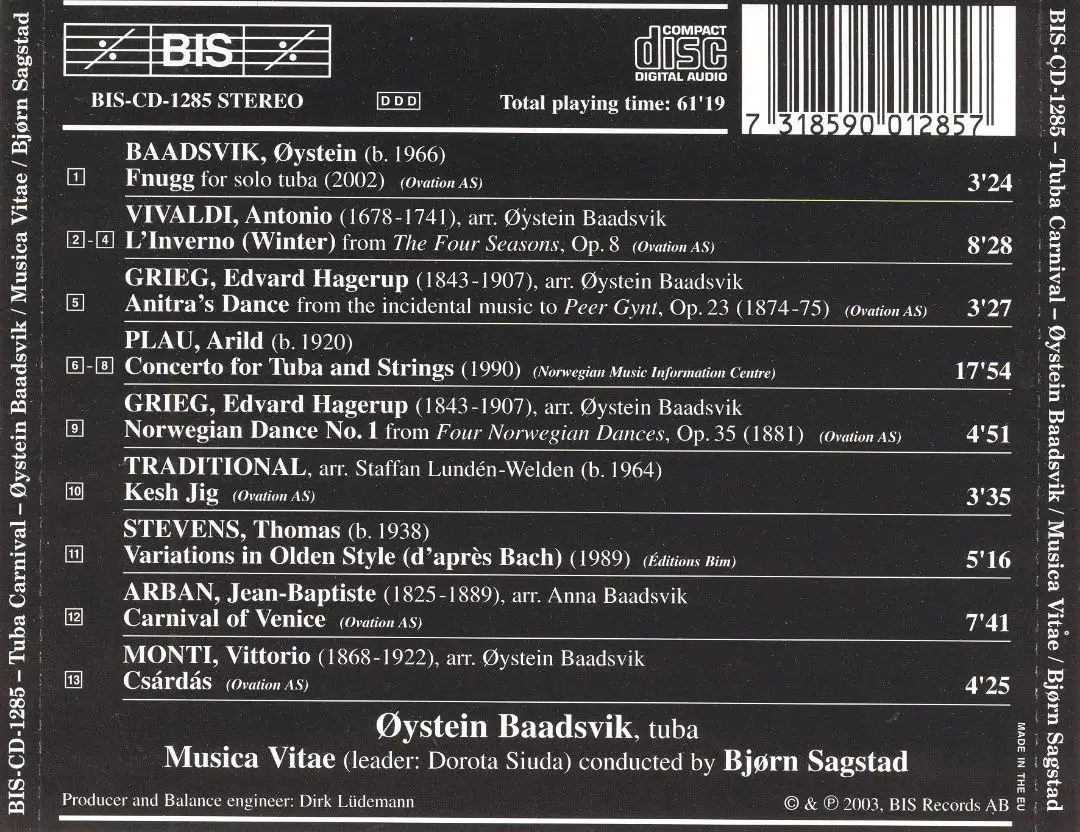 BIS-CD-1285 – Tuba Carnival – Øystein Baadsvik / Musica Vitae / Bjørn Sagstad
BIS
COMPACT
disc
DIGITAL AUDIO
BIS-CD-1285 STEREO
DDD
Total playing time: 61'19
7 318590 012857
BAADSVIK, Øystein (b. 1966)
1 Fnugg for solo tuba (2002) (Ovation AS) 3'24
VIVALDI, Antonio (1678-1741), arr. Øystein Baadsvik
2 - 4 L'Inverno (Winter) from The Four Seasons, Op. 8 (Ovation AS) 8'28
GRIEG, Edvard Hagerup (1843-1907), arr. Øystein Baadsvik
5 Anitra's Dance from the incidental music to Peer Gynt, Op. 23 (1874-75) (Ovation AS) 3'27
PLAU, Arild (b. 1920)
6 - 8 Concerto for Tuba and Strings (1990) (Norwegian Music Information Centre) 17'54
GRIEG, Edvard Hagerup (1843-1907), arr. Øystein Baadsvik
9 Norwegian Dance No. 1 from Four Norwegian Dances, Op. 35 (1881) (Ovation AS) 4'51
TRADITIONAL, arr. Staffan Lundén-Welden (b. 1964)
10 Kesh Jig (Ovation AS) 3'35
STEVENS, Thomas (b. 1938)
11 Variations in Olden Style (d'après Bach) (1989) (Éditions Bim) 5'16
ARBAN, Jean-Baptiste (1825-1889), arr. Anna Baadsvik
12 Carnival of Venice (Ovation AS) 7'41
MONTI, Vittorio (1868-1922), arr. Øystein Baadsvik
13 Csárdás (Ovation AS) 4'25
Øystein Baadsvik, tuba
Musica Vitae (leader: Dorota Siuda) conducted by Bjørn Sagstad
Producer and Balance engineer: Dirk Lüdemann
© & ℗ 2003, BIS Records AB
MADE IN THE EU
BIS-CD-1285 – Tuba Carnival – Øystein Baadsvik / Musica Vitae / Bjørn Sagstad